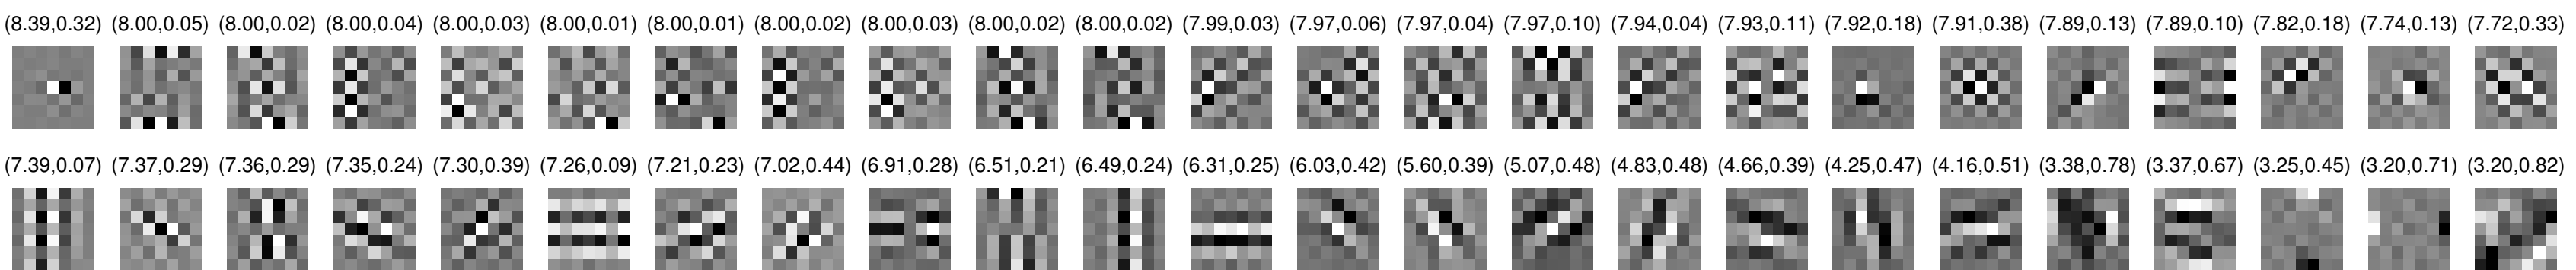 (8.39,0.32) (8.00,0.05) (8.00,0.02) (8.00,0.04) (8.00,0.03) (8.00,0.01) (8.00,0.01) (8.00,0.02) (8.00,0.03) (8.00,0.02) (8.00,0.02) (7.99,0.03) (7.97,0.06) (7.97,0.04) (7.97,0.10) (7.94,0.04) (7.93,0.11) (7.92,0.18) (7.91,0.38) (7.89,0.13) (7.89,0.10) (7.82,0.18) (7.74,0.13) (7.72,0.33)
(7.39,0.07) (7.37,0.29) (7.36,0.29) (7.35,0.24) (7.30,0.39) (7.26,0.09) (7.21,0.23) (7.02,0.44) (6.91,0.28) (6.51,0.21) (6.49,0.24) (6.31,0.25) (6.03,0.42) (5.60,0.39) (5.07,0.48) (4.83,0.48) (4.66,0.39) (4.25,0.47) (4.16,0.51) (3.38,0.78) (3.37,0.67) (3.25,0.45) (3.20,0.71) (3.20,0.82)